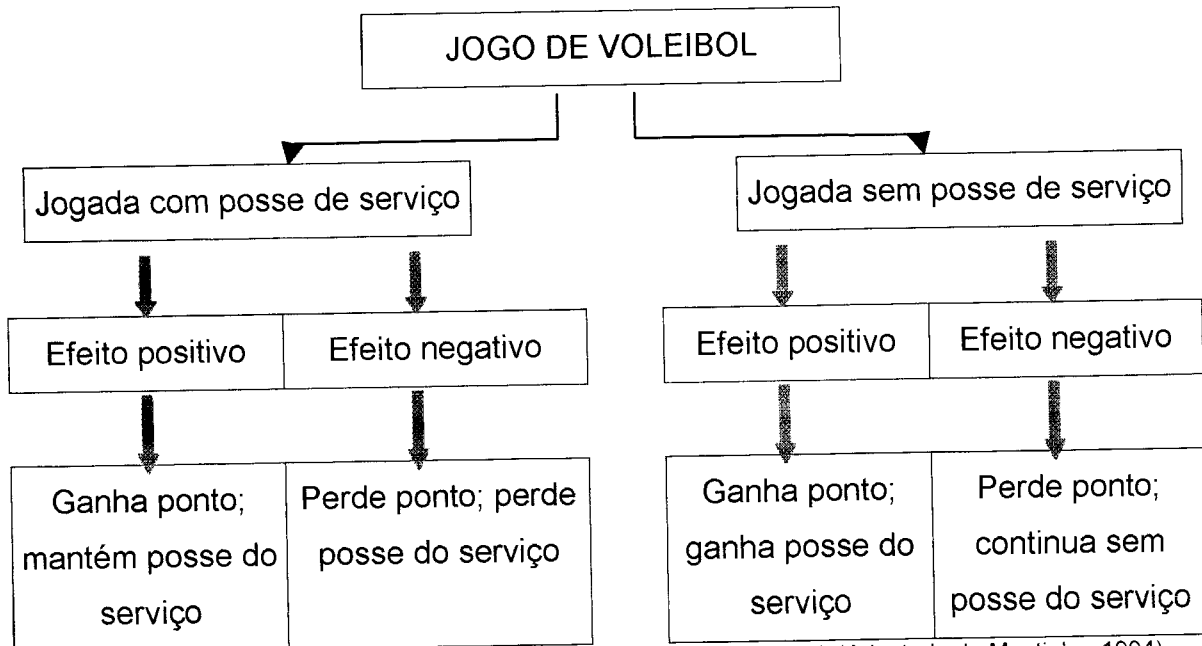 JOGO DE VOLEIBOL
Jogada com posse de serviço
Jogada sem posse de serviço
Efeito positivo
Efeito negativo
Efeito positivo
Efeito negativo
Ganha ponto;
mantém posse do
serviço
Perde ponto; perde
posse do serviço
Ganha ponto;
ganha posse do
serviço
Perde ponto;
continua sem
posse do serviço
1994)